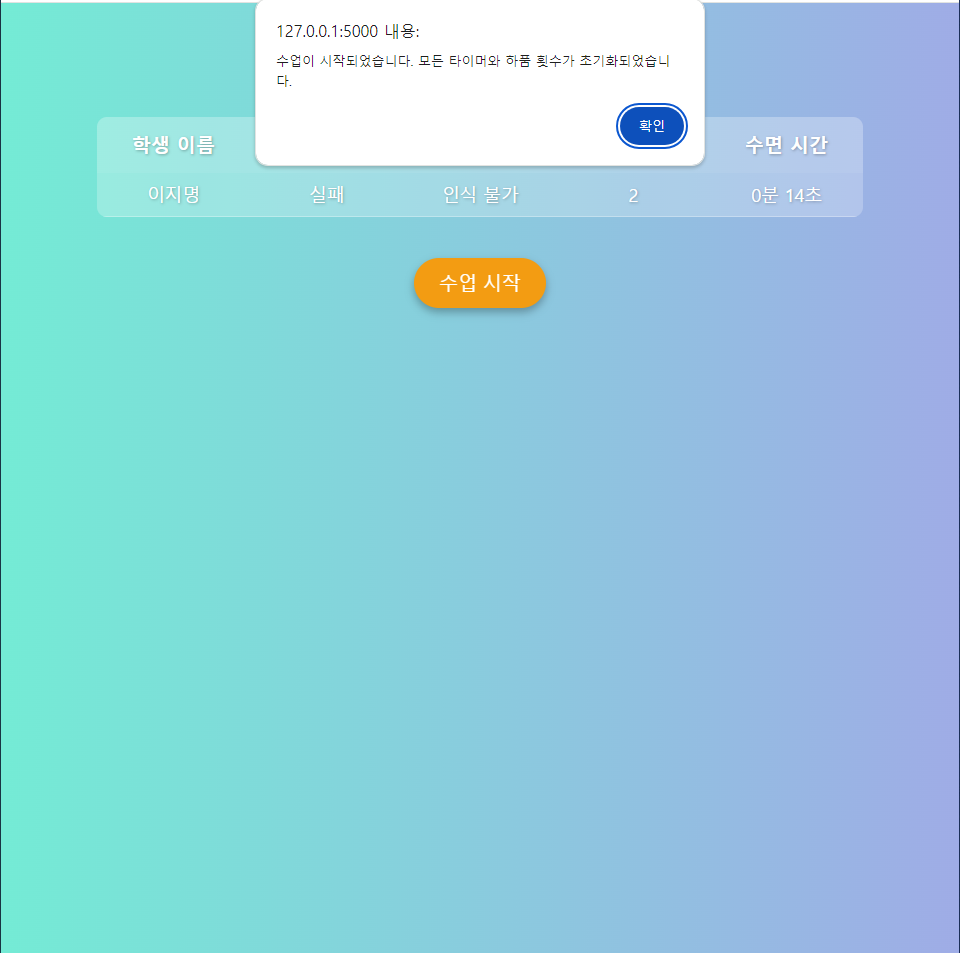 127.0.0.1:5000 내용:
수업이 시작되었습니다. 모든 타이머와 하품 횟수가 초기화되었습니
다.
확인
학생 이름 수면 시간
이지명 실패 인식 불가 2 0분 14초
수업 시작